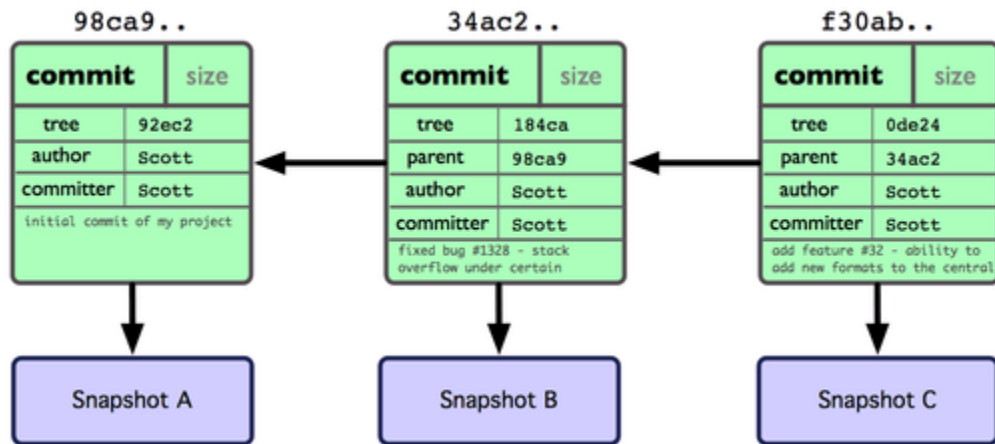 98ca9..
commit size
tree 92ec2
author Scott
committer Scott
initial commit of my project
Snapshot A
34ac2..
commit size
tree 184ca
parent 98ca9
author Scott
committer Scott
fixed bug #1328 - stack
overflow under certain
Snapshot B
f30ab..
commit size
tree 0de24
parent 34ac2
author Scott
committer Scott
add feature #32 - ability to
add new formats to the central
Snapshot C